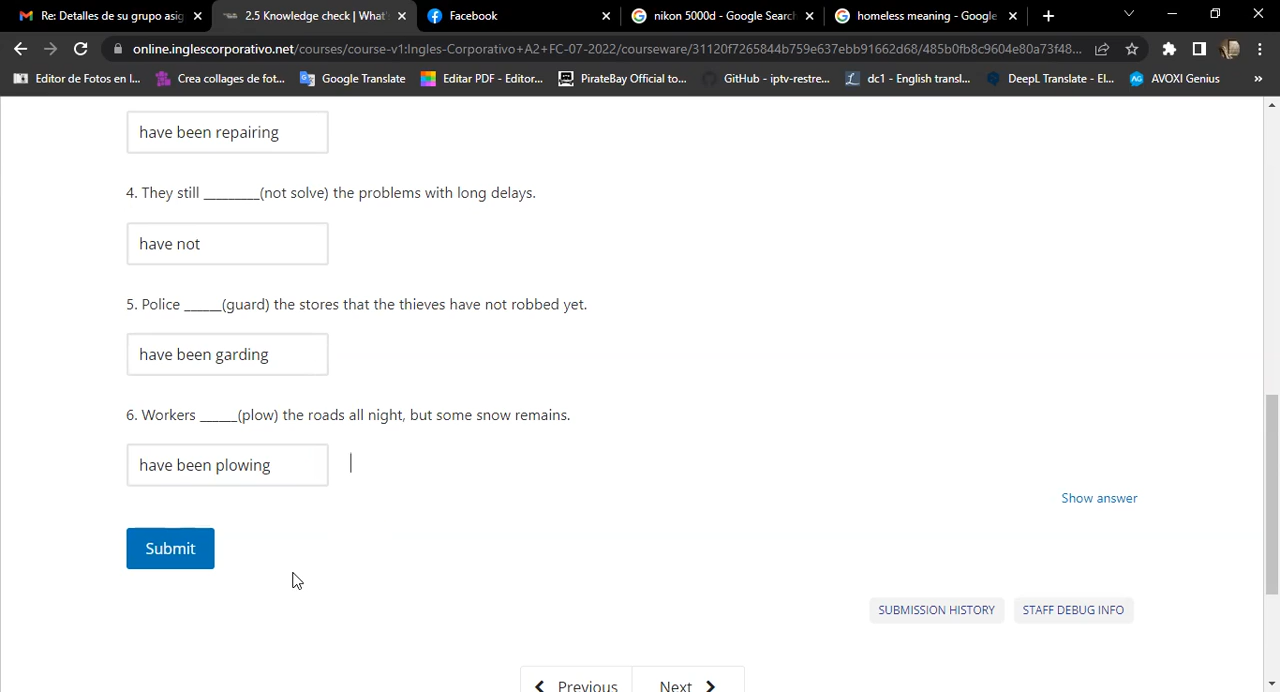 Re: Detalles de su grupo asig
2.5 Knowledge check | What'
Facebook
nikon 5000d - Google Search
homeless meaning - Google
online.inglescorporativo.net/courses/course-v1:Ingles-Corporativo+A2+FC-07-2022/courseware/31120f7265844b759e637ebb91662d68/485b0fb8c9604e80a73f48...
Editor de Fotos en l...
Crea collages de fot...
Google Translate
Editar PDF - Editor...
PirateBay Official to...
GitHub - iptv-restre...
dc1 - English transl...
DeepL Translate - El...
AVOXI Genius
have been repairing
4. They still ________(not solve) the problems with long delays.
have not
5. Police _____(guard) the stores that the thieves have not robbed yet.
have been garding
6. Workers _____(plow) the roads all night, but some snow remains.
have been plowing
Show answer
Submit
SUBMISSION HISTORY
STAFF DEBUG INFO
Previous
Next